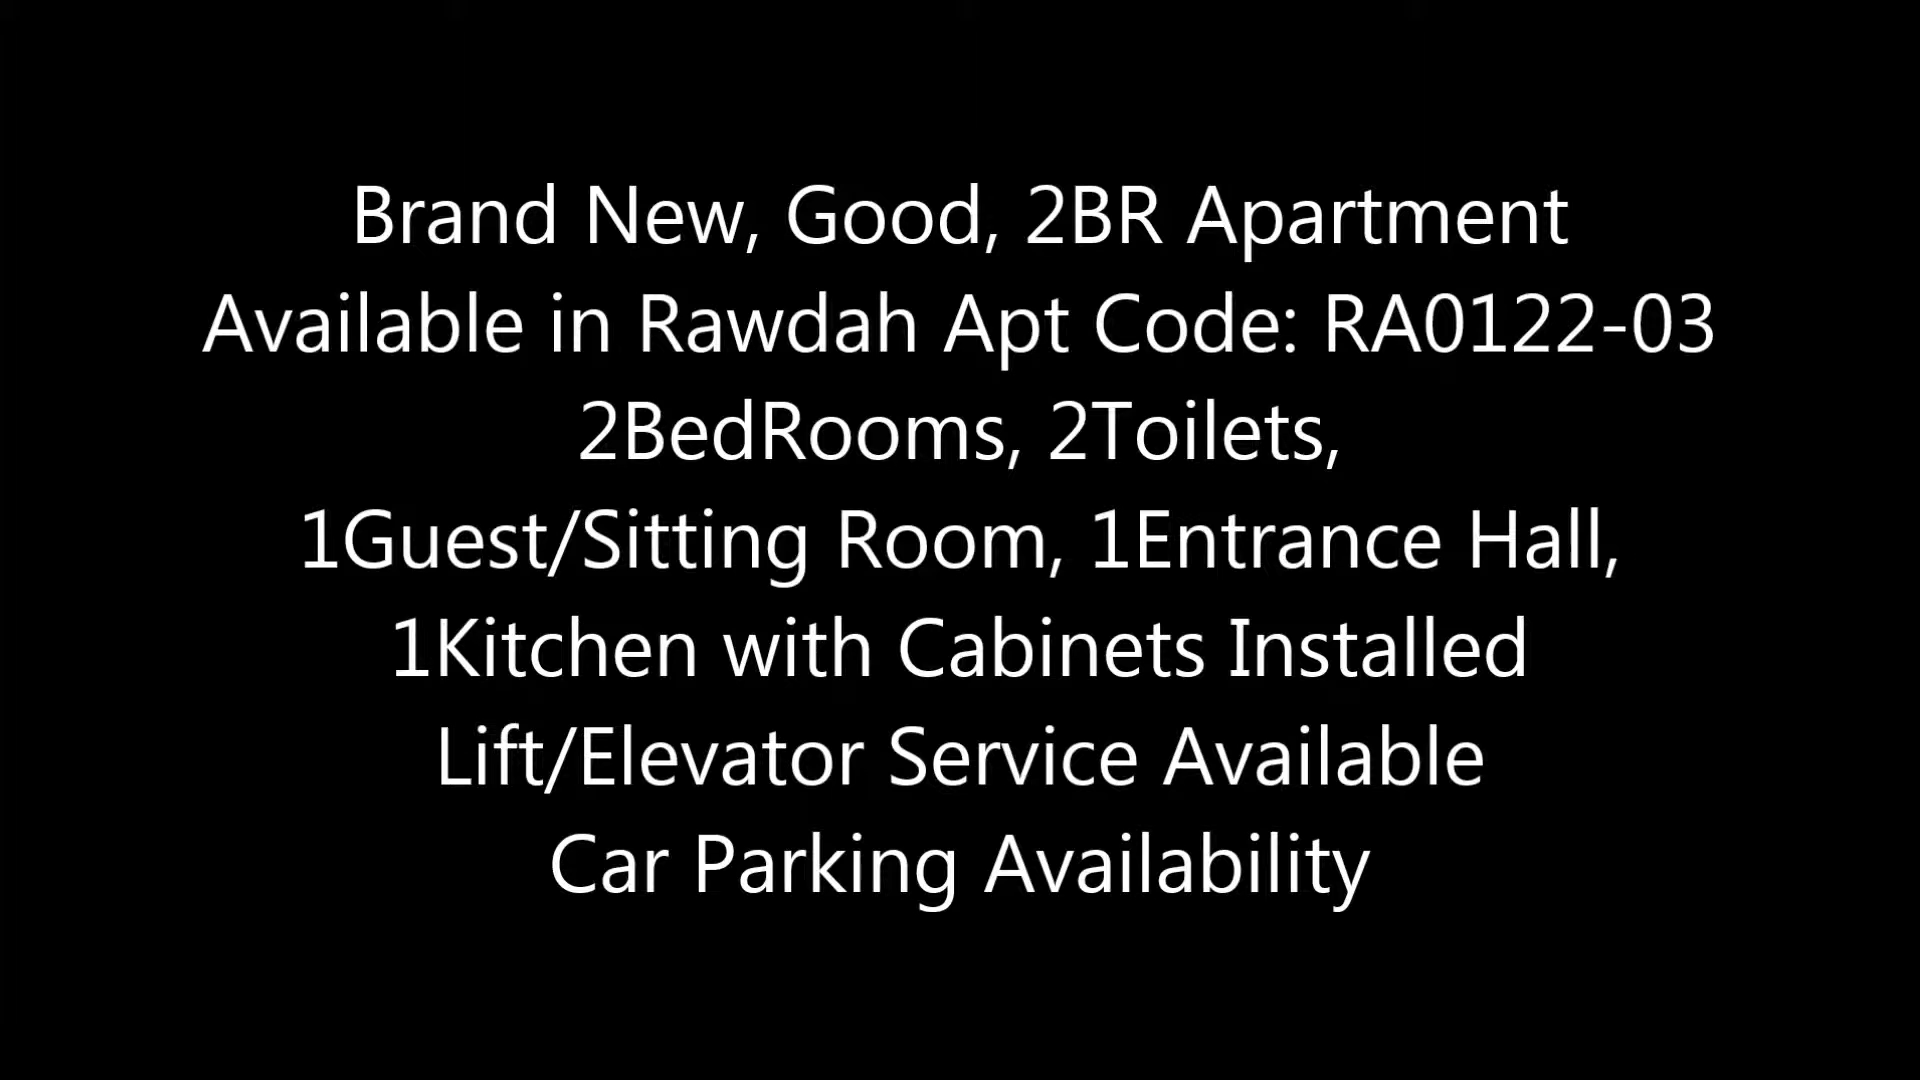 Brand New, Good, 2BR Apartment
Available in Rawdah Apt Code: RA0122-03
2BedRooms, 2Toilets,
1Guest/Sitting Room, 1Entrance Hall,
1Kitchen with Cabinets Installed
Lift/Elevator Service Available
Car Parking Availability